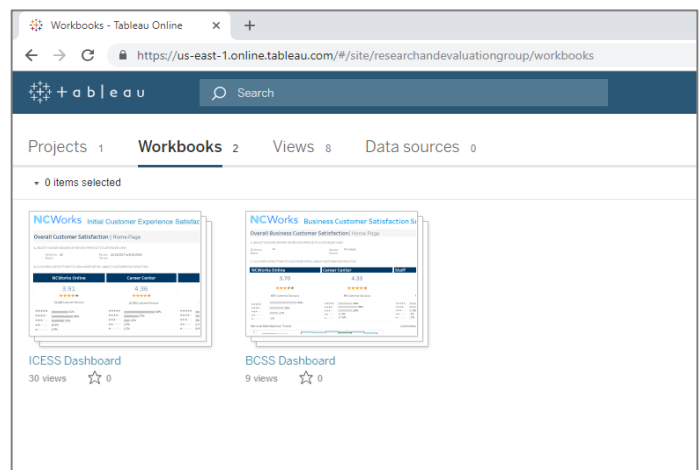 Workbooks - Tableau Online
https://us-east-1.online.tableau.com/#/site/researchandevaluationgroup/workbooks
+ a b | e a u
Search
Projects 1 Workbooks 2 Views 8 Data sources 0
0 items selected
NCWorks Initial Customer Experience Satisfac
Overall Customer Satisfaction | Home Page
NCWorks Online Career Center
3.91 4.36
NCWorks Business Customer Satisfaction
Overall Business Customer Satisfaction | Home Page
NCWorks Online Career Center Staff
3.70 4.33
ICESS Dashboard
30 views 0
BCSS Dashboard
9 views 0